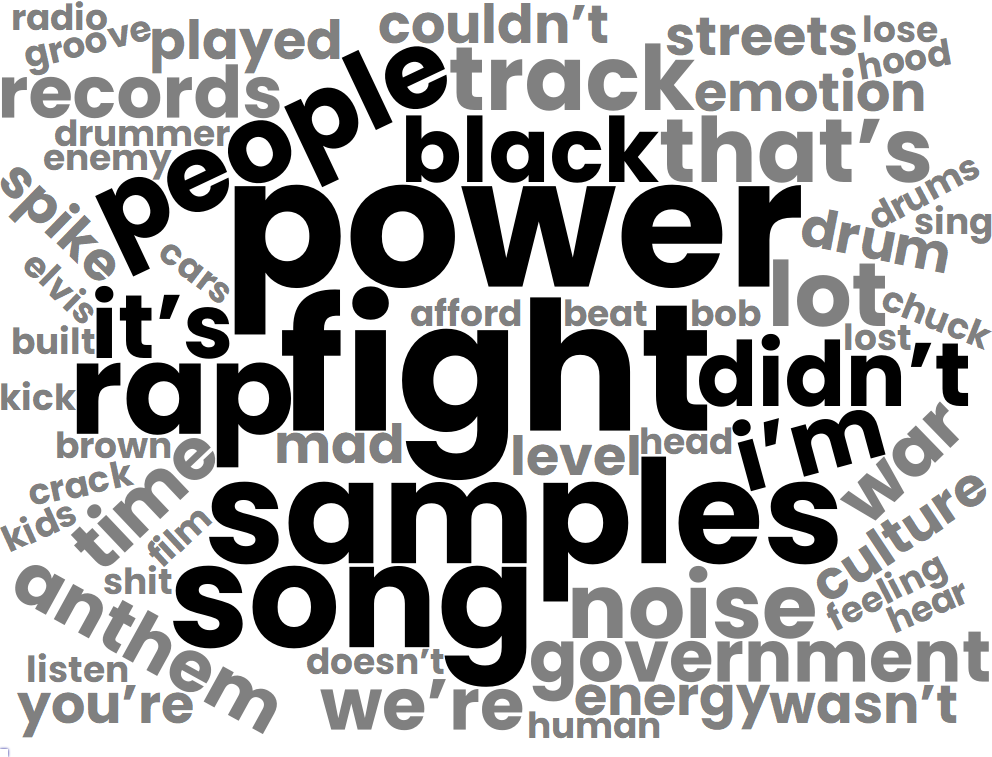 radio
groove
played
couldn't
streets
lose
hood
records
people
track
emotion
drummer
enemy
black
that's
spike
power
drums
sing
drum
elvis
cars
it's
afford
beat
bob
lot
chuck
built
fight
lost
kick
rap
didn't
brown
mad
level
head
i'm
war
crack
time
kids
film
samples
culture
shit
song
anthem
noise
feeling
hear
listen
doesn't
government
you're
we're
energy
wasn't
human